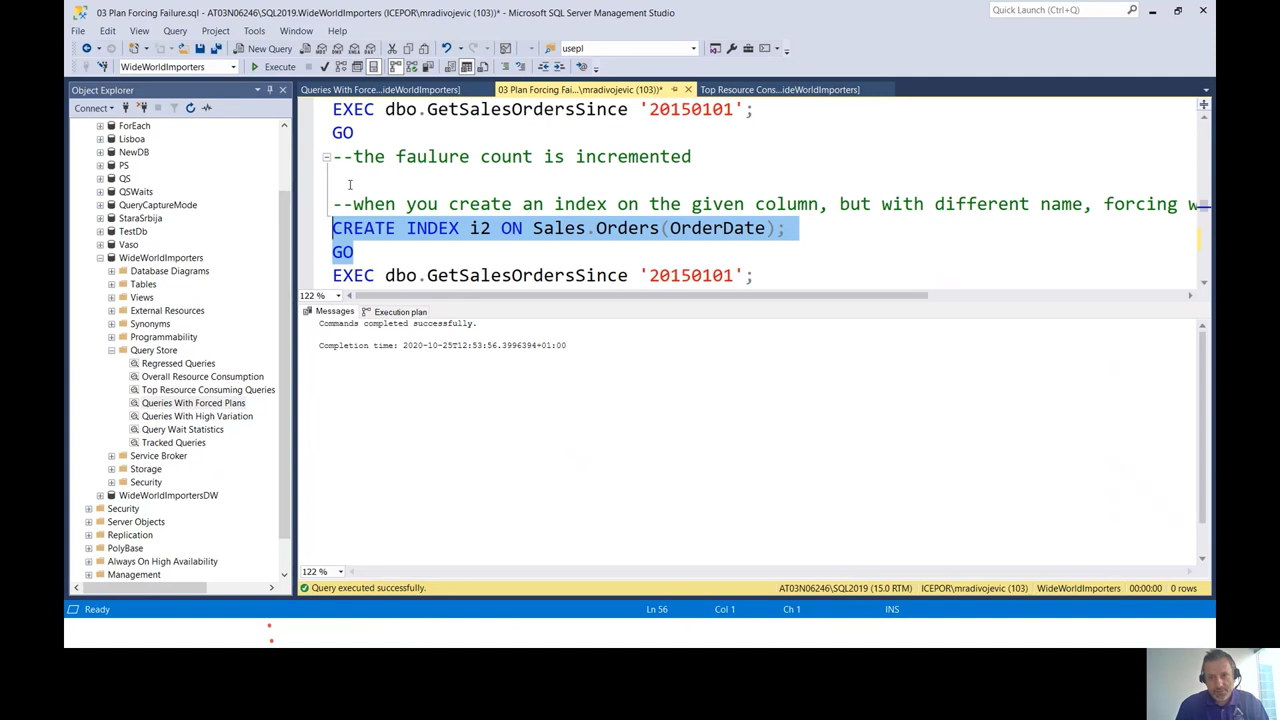 03 Plan Forcing Failure.sql - AT03N06246\SQL2019.WideWorldImporters (ICEPOR\mradivojevic (103))* - Microsoft SQL Server Management Studio
Quick Launch (Ctrl+Q)
File Edit View Query Project Tools Window Help
New Query
MDX DMX XMLA DAX
usepl
WideWorldImporters
Execute
Object Explorer
Queries With Force...ideWorldImporters]
03 Plan Forcing Fai...\mradivojevic (103))*
Top Resource Cons...ideWorldImporters]
Connect
ForEach
Lisboa
NewDB
PS
QS
QSWaits
QueryCaptureMode
StaraSrbija
TestDb
Vaso
WideWorldImporters
Database Diagrams
Tables
Views
External Resources
Synonyms
Programmability
Query Store
Regressed Queries
Overall Resource Consumption
Top Resource Consuming Queries
Queries With Forced Plans
Queries With High Variation
Query Wait Statistics
Tracked Queries
Service Broker
Storage
Security
WideWorldImportersDW
Security
Server Objects
Replication
PolyBase
Always On High Availability
Management
EXEC dbo.GetSalesOrdersSince '20150101';
GO
--the faulure count is incremented
--when you create an index on the given column, but with different name, forcing w
CREATE INDEX i2 ON Sales.Orders(OrderDate);
GO
EXEC dbo.GetSalesOrdersSince '20150101';
122 %
Messages Execution plan
Commands completed successfully.
Completion time: 2020-10-25T12:53:56.3996394+01:00
122 %
Query executed successfully.
AT03N06246\SQL2019 (15.0 RTM) ICEPOR\mradivojevic (103) WideWorldImporters 00:00:00 0 rows
Ready Ln 56 Col 1 Ch 1 INS